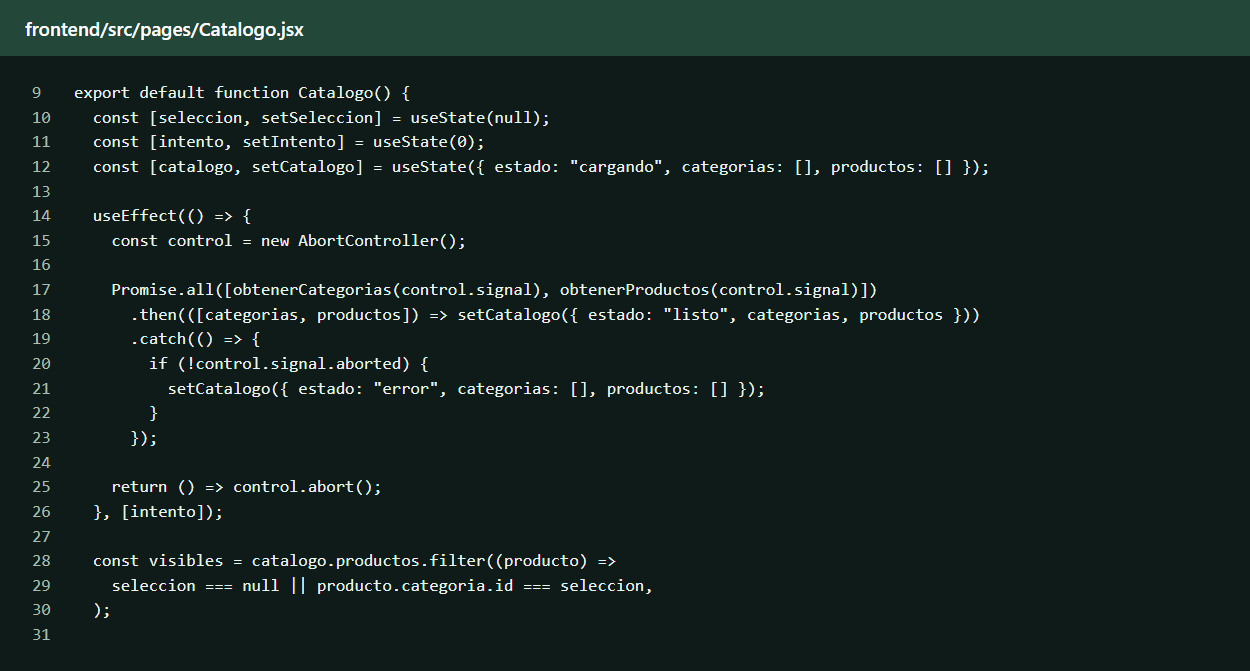 frontend/src/pages/Catalogo.jsx
9 export default function Catalogo() {
10   const [seleccion, setSeleccion] = useState(null);
11   const [intento, setIntento] = useState(0);
12   const [catalogo, setCatalogo] = useState({ estado: "cargando", categorias: [], productos: [] });
13
14   useEffect(() => {
15     const control = new AbortController();
16
17     Promise.all([obtenerCategorias(control.signal), obtenerProductos(control.signal)])
18       .then(([categorias, productos]) => setCatalogo({ estado: "listo", categorias, productos }))
19       .catch(() => {
20         if (!control.signal.aborted) {
21           setCatalogo({ estado: "error", categorias: [], productos: [] });
22         }
23       });
24
25     return () => control.abort();
26   }, [intento]);
27
28   const visibles = catalogo.productos.filter((producto) =>
29     seleccion === null || producto.categoria.id === seleccion,
30   );
31